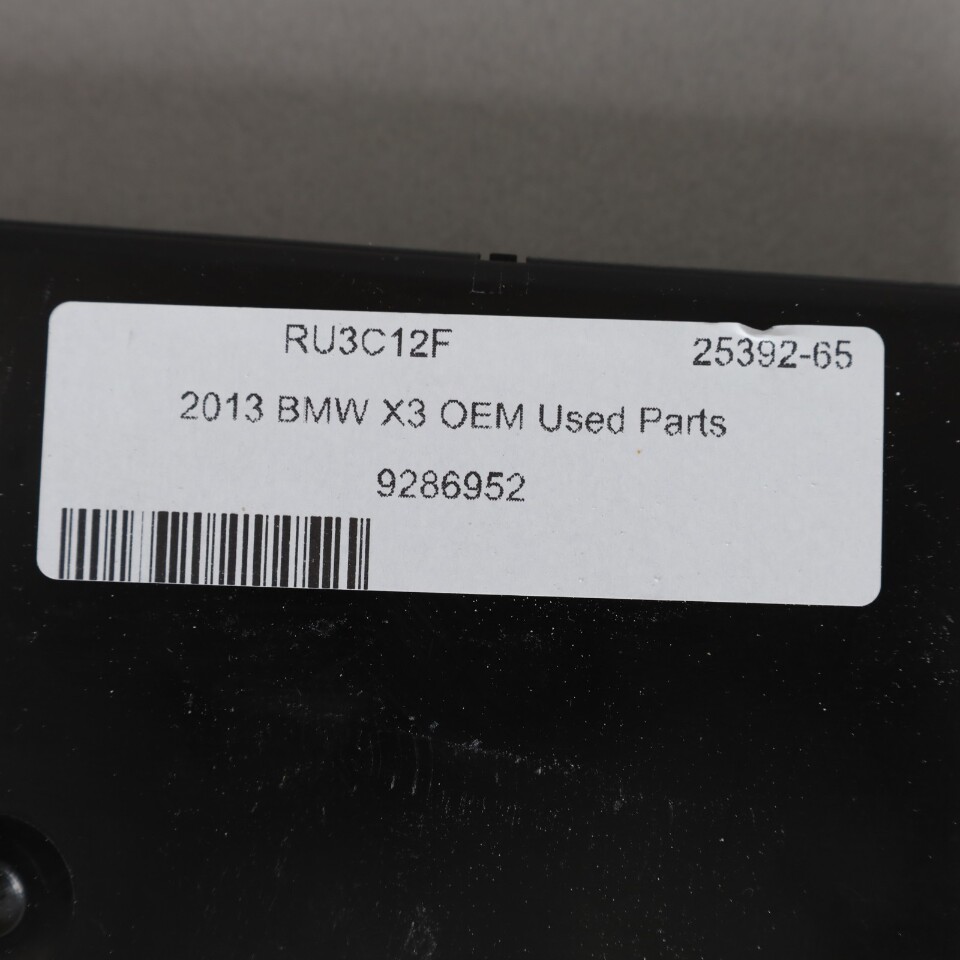 RU3C12F 25392-65
2013 BMW X3 OEM Used Parts
9286952